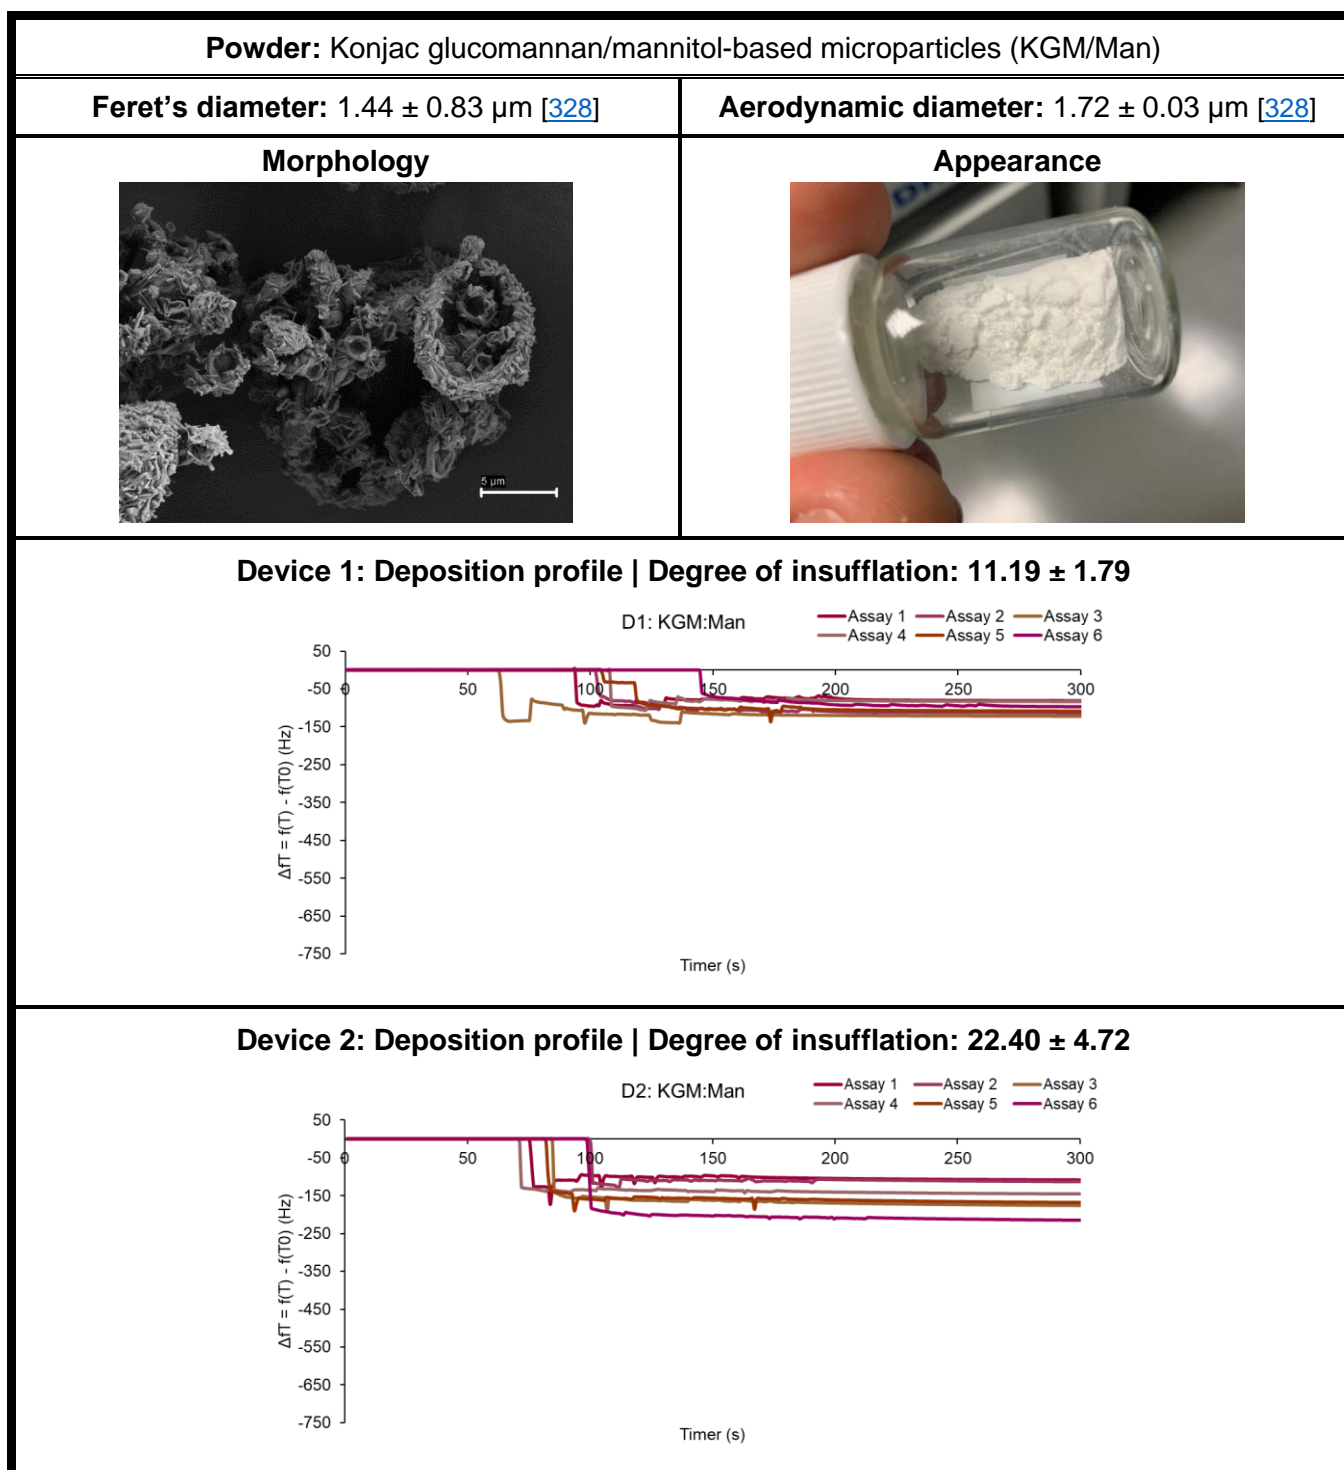 Powder: Konjac glucomannan/mannitol-based microparticles (KGM/Man)
Feret’s diameter: 1.44 ± 0.83 µm [328]
Aerodynamic diameter: 1.72 ± 0.03 µm [328]
Morphology
5 µm
Appearance
Device 1: Deposition profile | Degree of insufflation: 11.19 ± 1.79
D1: KGM:Man
Assay 1 Assay 2 Assay 3
Assay 4 Assay 5 Assay 6
ΔfT = f(T) - f(T0) (Hz)
50
-50
-150
-250
-350
-450
-550
-650
-750
0 50 100 150 200 250 300
Timer (s)
Device 2: Deposition profile | Degree of insufflation: 22.40 ± 4.72
D2: KGM:Man
Assay 1 Assay 2 Assay 3
Assay 4 Assay 5 Assay 6
ΔfT = f(T) - f(T0) (Hz)
50
-50
-150
-250
-350
-450
-550
-650
-750
0 50 100 150 200 250 300
Timer (s)